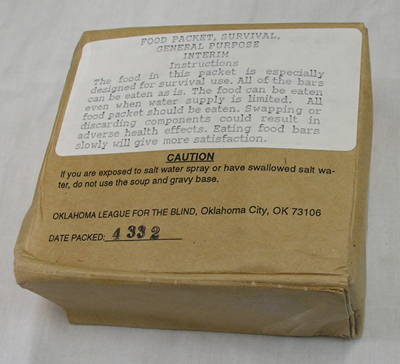 FOOD PACKET, SURVIVAL,
GENERAL PURPOSE
INTERIM
Instructions
The food in this packet is especially
designed for survival use. All of the bars
can be eaten as is. The food can be eaten
even when water supply is limited. All
food packet should be eaten. Swapping or
discarding components could result in
adverse health effects. Eating food bars
slowly will give more satisfaction.
CAUTION
If you are exposed to salt water spray or have swallowed salt wa-
ter, do not use the soup and gravy base.
OKLAHOMA LEAGUE FOR THE BLIND, Oklahoma City, OK 73106
DATE PACKED: 4 332